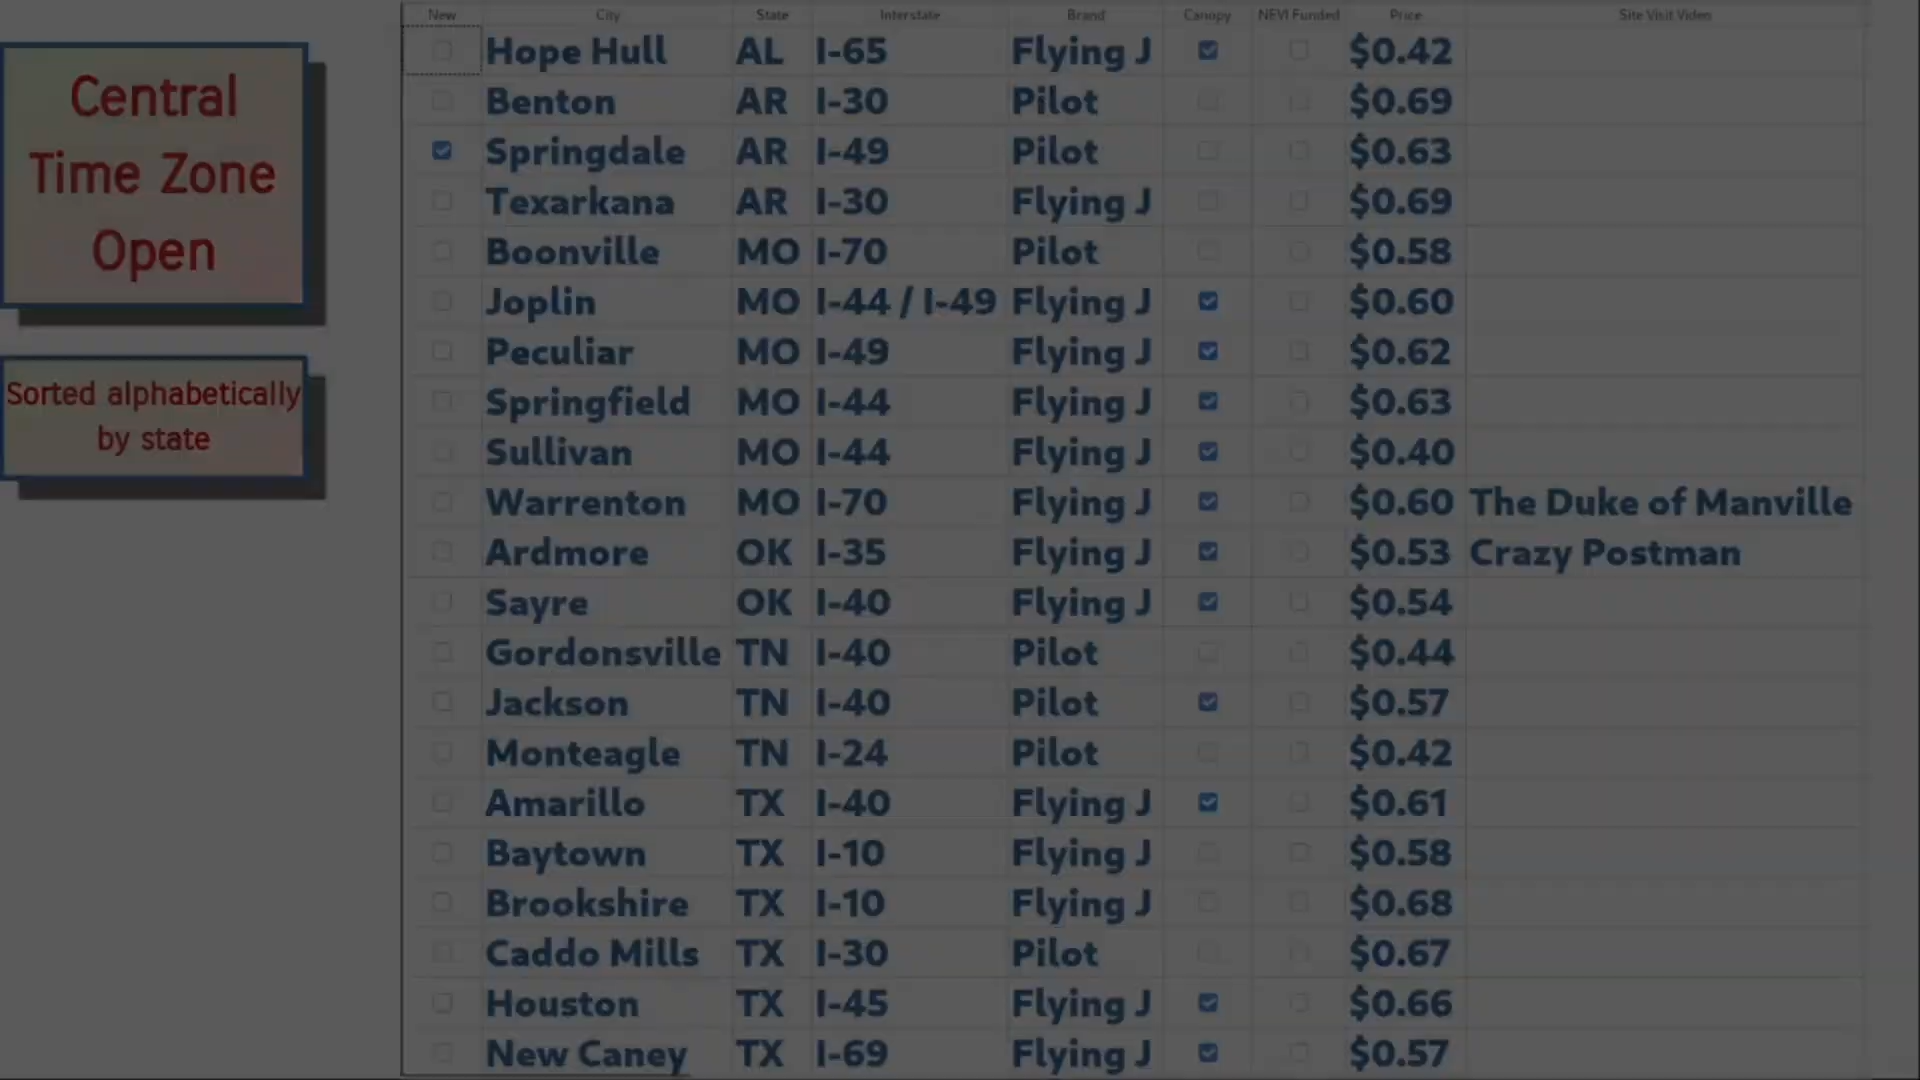 Central
Time Zone
Open
Sorted alphabetically
by state
New City State Interstate Brand Canopy NEVI Funded Price Site Visit Video
Hope Hull AL I-65 Flying J $0.42
Benton AR I-30 Pilot $0.69
Springdale AR I-49 Pilot $0.63
Texarkana AR I-30 Flying J $0.69
Boonville MO I-70 Pilot $0.58
Joplin MO I-44 / I-49 Flying J $0.60
Peculiar MO I-49 Flying J $0.62
Springfield MO I-44 Flying J $0.63
Sullivan MO I-44 Flying J $0.40
Warrenton MO I-70 Flying J $0.60 The Duke of Manville
Ardmore OK I-35 Flying J $0.53 Crazy Postman
Sayre OK I-40 Flying J $0.54
Gordonsville TN I-40 Pilot $0.44
Jackson TN I-40 Pilot $0.57
Monteagle TN I-24 Pilot $0.42
Amarillo TX I-40 Flying J $0.61
Baytown TX I-10 Flying J $0.58
Brookshire TX I-10 Flying J $0.68
Caddo Mills TX I-30 Pilot $0.67
Houston TX I-45 Flying J $0.66
New Caney TX I-69 Flying J $0.57